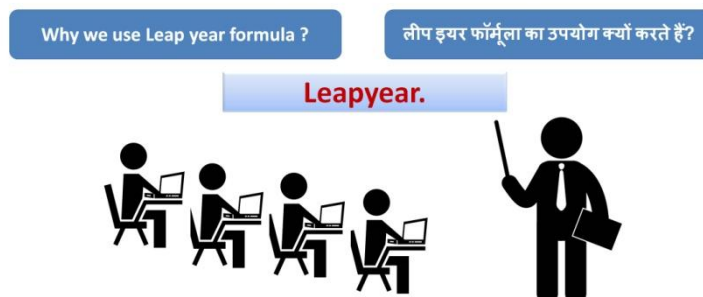 Why we use Leap year formula ?
लीप इयर फॉर्मूला का उपयोग क्यों करते हैं?
Leapyear.